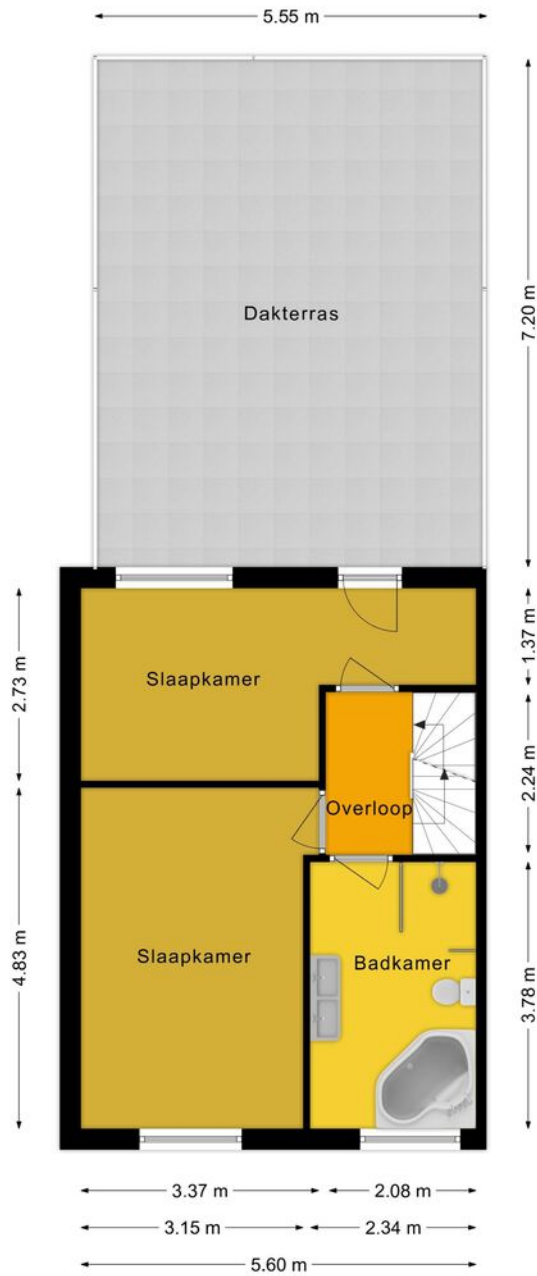 5.55 m
Dakterras
7.20 m
Slaapkamer
2.73 m
1.37 m
Overloop
2.24 m
Slaapkamer
Badkamer
4.83 m
3.78 m
3.37 m
2.08 m
3.15 m
2.34 m
5.60 m